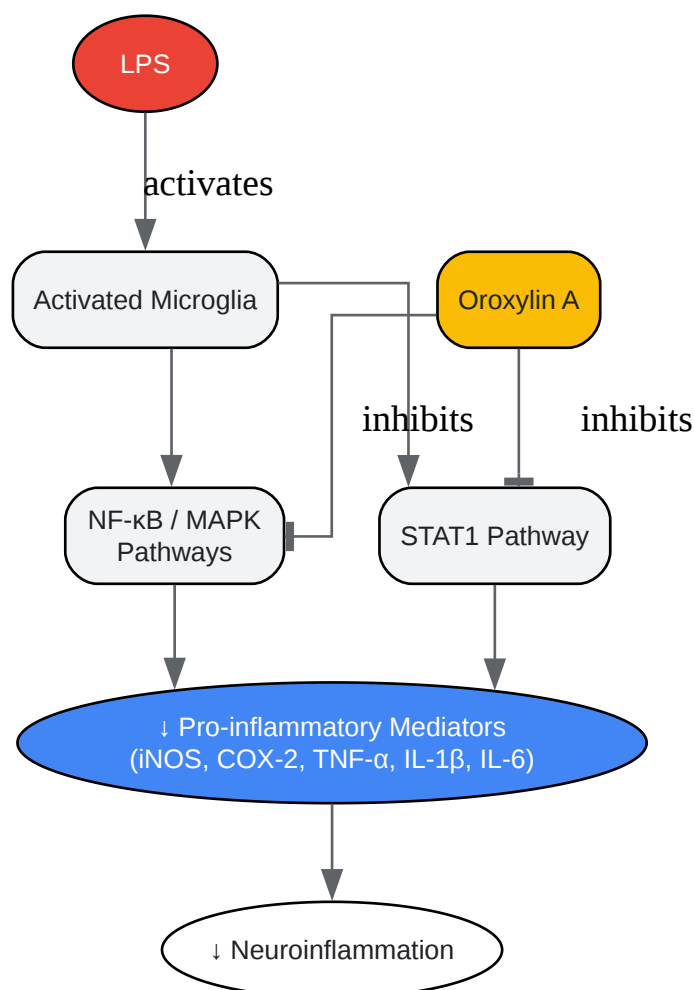 LPS
activates
Activated Microglia
Oroxylin A
inhibits
inhibits
NF-κB / MAPK
Pathways
STAT1 Pathway
↓ Pro-inflammatory Mediators
(iNOS, COX-2, TNF-α, IL-1β, IL-6)
↓ Neuroinflammation